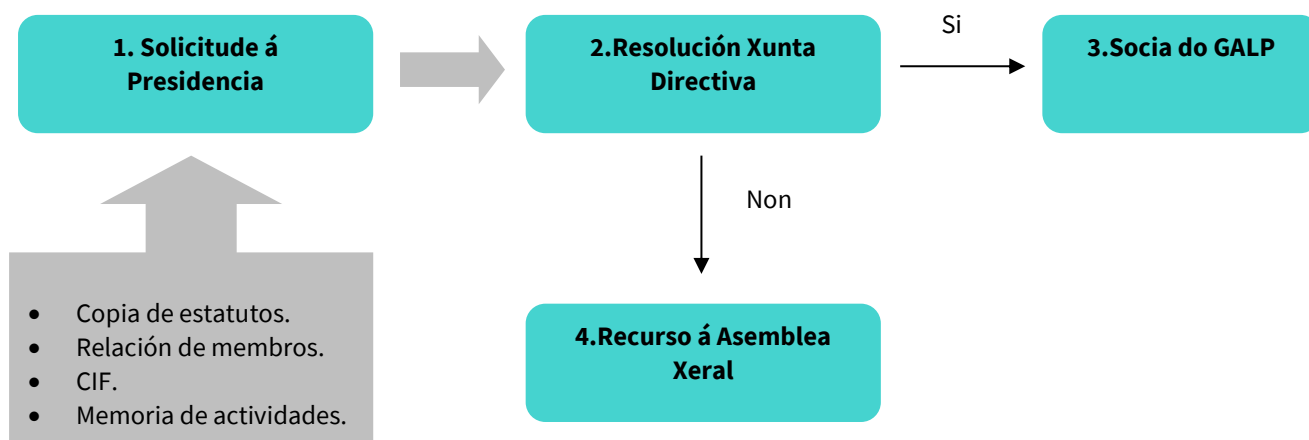 1. Solicitude á
Presidencia
2.Resolución Xunta
Directiva
Si
3.Socia do GALP
Non
4.Recurso á Asemblea
Xeral
• Copia de estatutos.
• Relación de membros.
• CIF.
• Memoria de actividades.